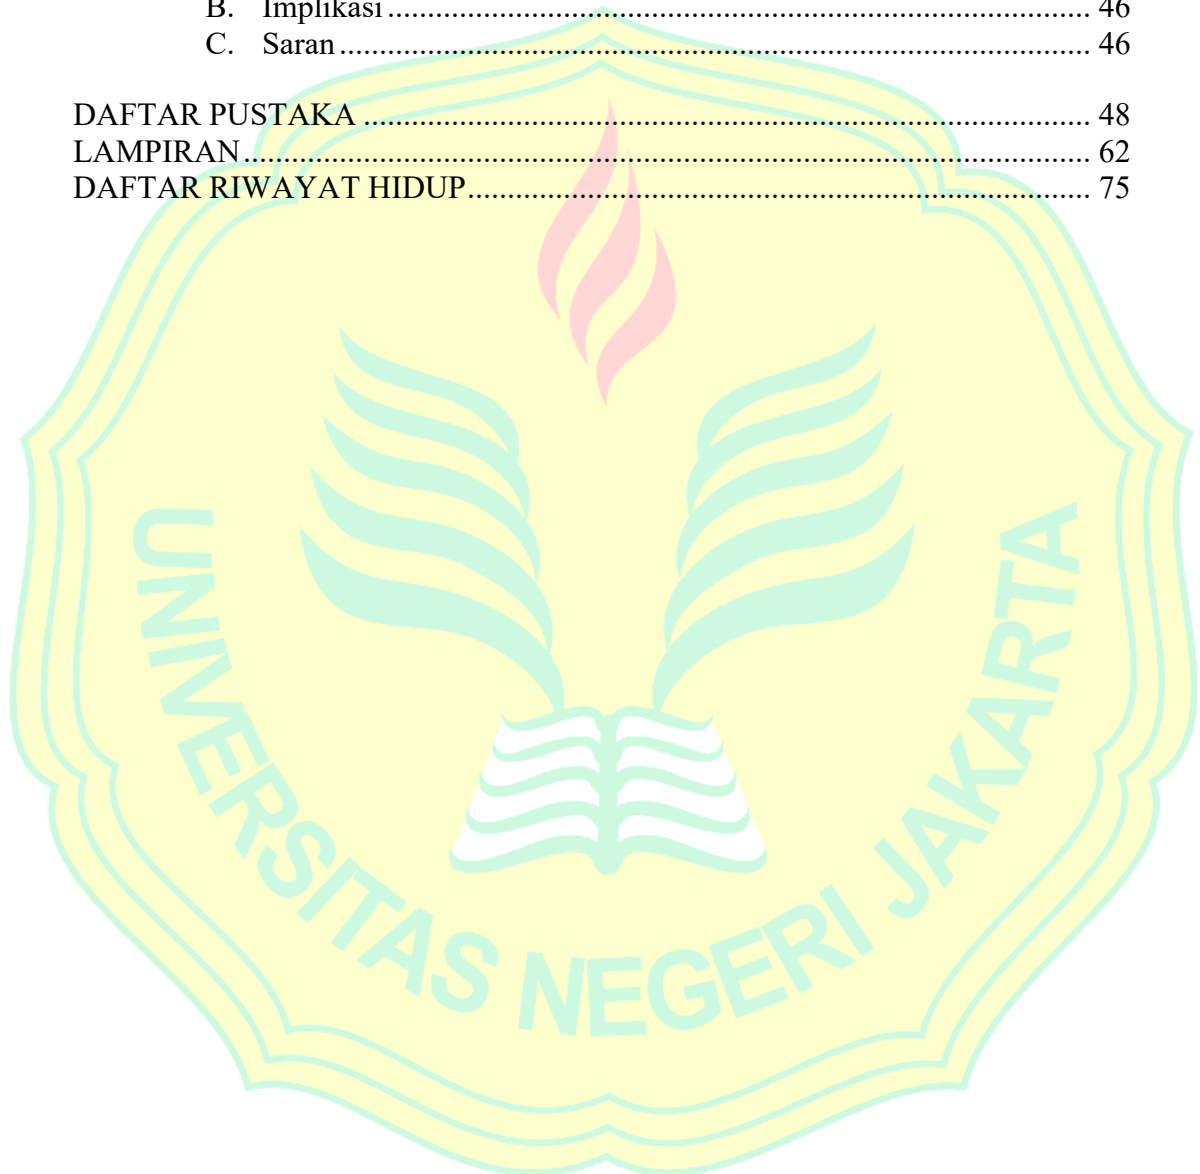 B. Implikasi ........................................................................................ 46
C. Saran .............................................................................................. 46
DAFTAR PUSTAKA ........................................................................................... 48
LAMPIRAN .......................................................................................................... 62
DAFTAR RIWAYAT HIDUP .............................................................................. 75
UNIVERSITAS NEGERI JAKARTA